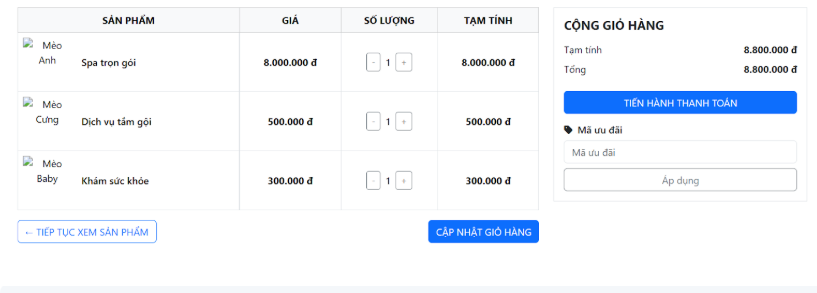 SẢN PHẨM GIÁ SỐ LƯỢNG TẠM TÍNH
Mèo Anh Spa trọn gói 8.000.000 đ - 1 + 8.000.000 đ
Mèo Cưng Dịch vụ tắm gội 500.000 đ - 1 + 500.000 đ
Mèo Baby Khám sức khỏe 300.000 đ - 1 + 300.000 đ
← TIẾP TỤC XEM SẢN PHẨM CẬP NHẬT GIỎ HÀNG
CỘNG GIỎ HÀNG
Tạm tính 8.800.000 đ
Tổng 8.800.000 đ
TIẾN HÀNH THANH TOÁN
Mã ưu đãi
Mã ưu đãi
Áp dụng